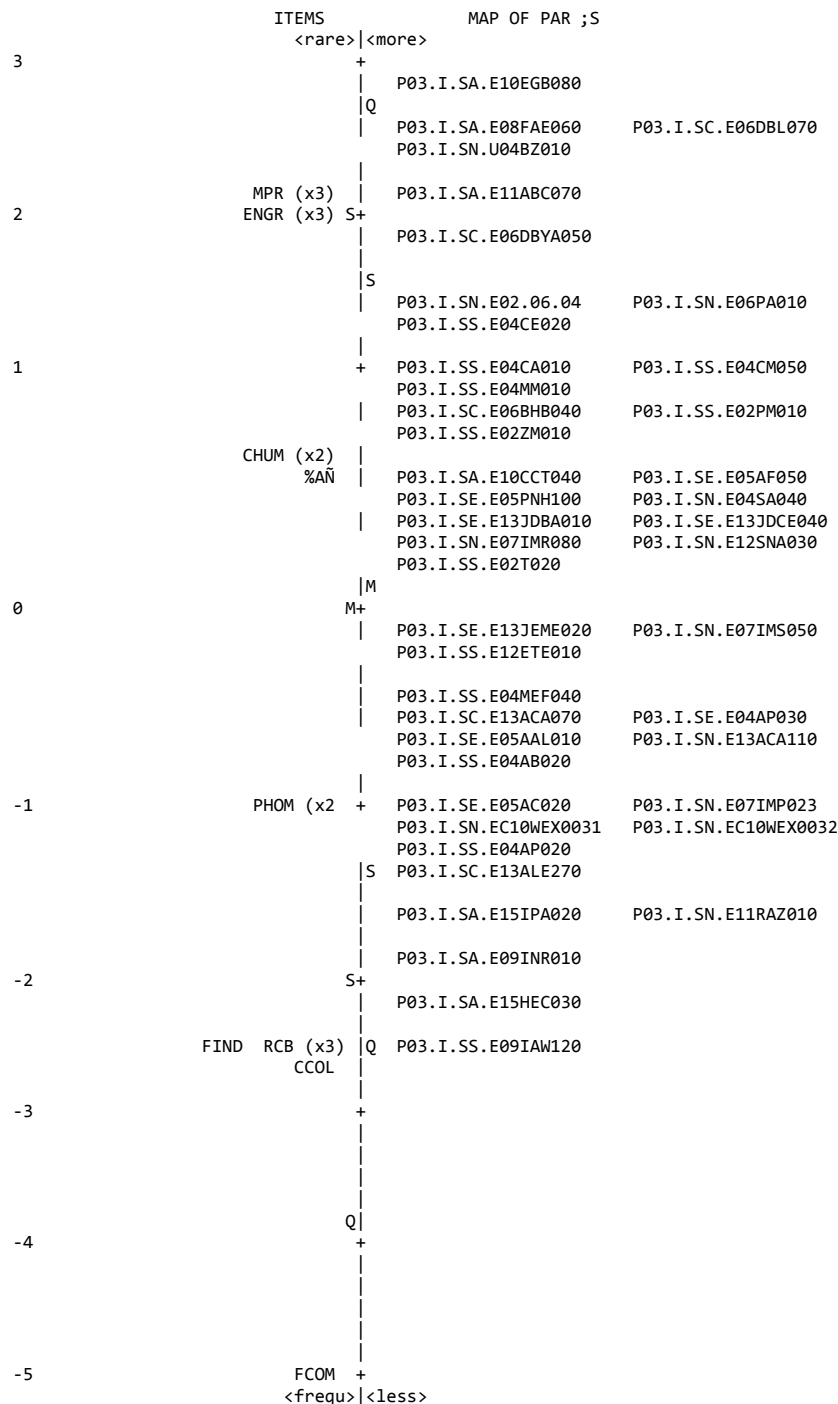 ITEMS MAP OF PAR ;S
<rare>|<more>
3 +
| P03.I.SA.E10EGB080
|Q
| P03.I.SA.E08FAE060 P03.I.SC.E06DBL070
P03.I.SN.U04BZ010
|
MPR (x3) | P03.I.SA.E11ABC070
2 ENGR (x3) S+
| P03.I.SC.E06DBYA050
|
|S
| P03.I.SN.E02.06.04 P03.I.SN.E06PA010
P03.I.SS.E04CE020
|
1 + P03.I.SS.E04CA010 P03.I.SS.E04CM050
P03.I.SS.E04MM010
| P03.I.SC.E06BHB040 P03.I.SS.E02PM010
P03.I.SS.E02ZM010
CHUM (x2) |
%AÑ | P03.I.SA.E10CCT040 P03.I.SE.E05AF050
P03.I.SE.E05PNH100 P03.I.SN.E04SA040
| P03.I.SE.E13JDBA010 P03.I.SE.E13JDCE040
P03.I.SN.E07IMR080 P03.I.SN.E12SNA030
P03.I.SS.E02T020
|M
0 M+
| P03.I.SE.E13JEME020 P03.I.SN.E07IMS050
P03.I.SS.E12ETE010
|
| P03.I.SS.E04MEF040
| P03.I.SC.E13ACA070 P03.I.SE.E04AP030
P03.I.SE.E05AAL010 P03.I.SN.E13ACA110
P03.I.SS.E04AB020
|
-1 PHOM (x2 + P03.I.SE.E05AC020 P03.I.SN.E07IMP023
P03.I.SN.EC10WEX0031 P03.I.SN.EC10WEX0032
P03.I.SS.E04AP020
|S P03.I.SC.E13ALE270
|
| P03.I.SA.E15IPA020 P03.I.SN.E11RAZ010
|
| P03.I.SA.E09INR010
-2 S+
| P03.I.SA.E15HEC030
|
FIND RCB (x3) |Q P03.I.SS.E09IAW120
CCOL |
|
-3 +
|
|
|
|
Q|
-4 +
|
|
|
|
|
-5 FCOM +
<frequ>|<less>